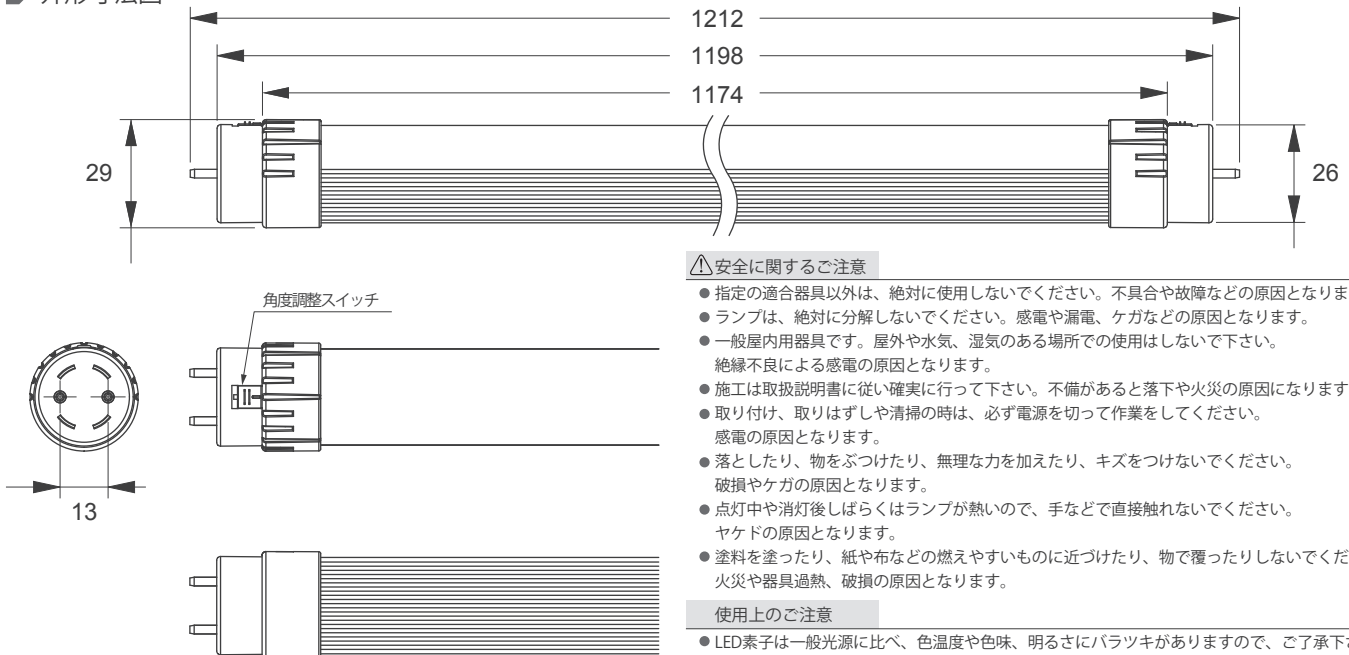 外形寸法図
1212
1198
1174
29
26
角度調整スイッチ
13
安全に関するご注意
● 指定の適合器具以外は、絶対に使用しないでください。不具合や故障などの原因となりま
● ランプは、絶対に分解しないでください。感電や漏電、ケガなどの原因となります。
● 一般屋内用器具です。屋外や水気、湿気のある場所での使用はしないで下さい。
絶縁不良による感電の原因となります。
● 施工は取扱説明書に従い確実に行って下さい。不備があると落下や火災の原因になります
● 取り付け、取りはずしや清掃の時は、必ず電源を切って作業をしてください。
感電の原因となります。
● 落としたり、物をぶつけたり、無理な力を加えたり、キズをつけないでください。
破損やケガの原因となります。
● 点灯中や消灯後しばらくはランプが熱いので、手などで直接触れないでください。
ヤケドの原因となります。
● 塗料を塗ったり、紙や布などの燃えやすいものに近づけたり、物で覆ったりしないでくだ
火災や器具過熱、破損の原因となります。
使用上のご注意
● LED素子は一般光源に比べ、色温度や色味、明るさにバラツキがありますので、ご了承下